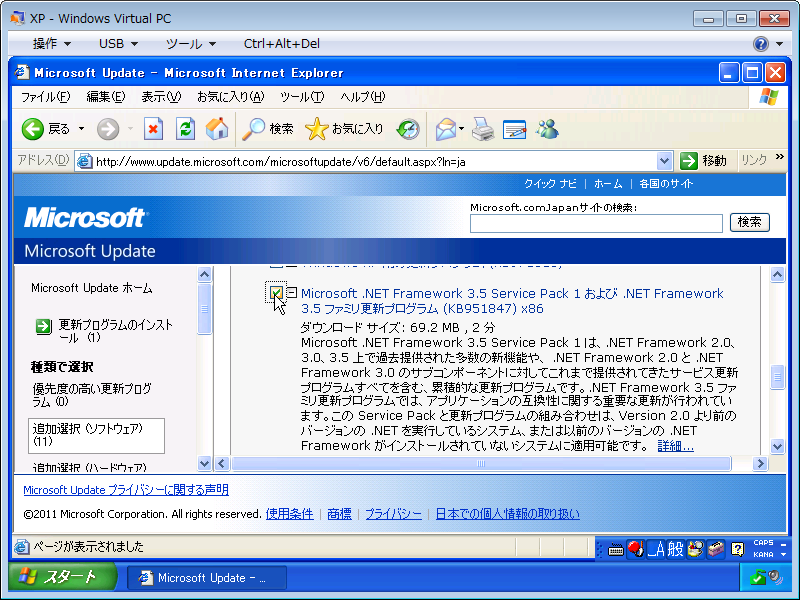 XP - Windows Virtual PC
操作 USB ツール Ctrl+Alt+Del
Microsoft Update - Microsoft Internet Explorer
ファイル(F) 編集(E) 表示(V) お気に入り(A) ツール(T) ヘルプ(H)
戻る 検索 お気に入り
アドレス(D) http://www.update.microsoft.com/microsoftupdate/v6/default.aspx?ln=ja 移動 リンク »
クイック ナビ | ホーム | 各国のサイト
Microsoft.comJapanサイトの検索:
Microsoft 検索
Microsoft Update
Microsoft Update ホーム
更新プログラムのインスト
ール (1)
種類で選択
優先度の高い更新プログ
ラム (0)
追加選択 (ソフトウェア)
(11)
追加選択 (ハードウェア)
Microsoft .NET Framework 3.5 Service Pack 1 および .NET Framework
3.5 ファミリ更新プログラム (KB951847) x86
ダウンロード サイズ: 69.2 MB , 2 分
Microsoft .NET Framework 3.5 Service Pack 1 は、.NET Framework 2.0、
3.0、3.5 上で過去提供された多数の新機能や、.NET Framework 2.0 と .NET
Framework 3.0 のサブコンポーネントに対してこれまで提供されてきたサービス更新
プログラムすべてを含む、累積的な更新プログラムです。.NET Framework 3.5 ファ
ミリ更新プログラムでは、アプリケーションの互換性に関する重要な更新が行われてい
ます。この Service Pack と更新プログラムの組み合わせは、Version 2.0 より前の
バージョンの .NET を実行しているシステム、または以前のバージョンの .NET
Framework がインストールされていないシステムに適用可能です。 詳細...
Microsoft Update プライバシーに関する声明
©2011 Microsoft Corporation. All rights reserved. 使用条件 | 商標 | プライバシー | 日本での個人情報の取り扱い
ページが表示されました
A 般 CAPS
KANA
スタート Microsoft Update - ...